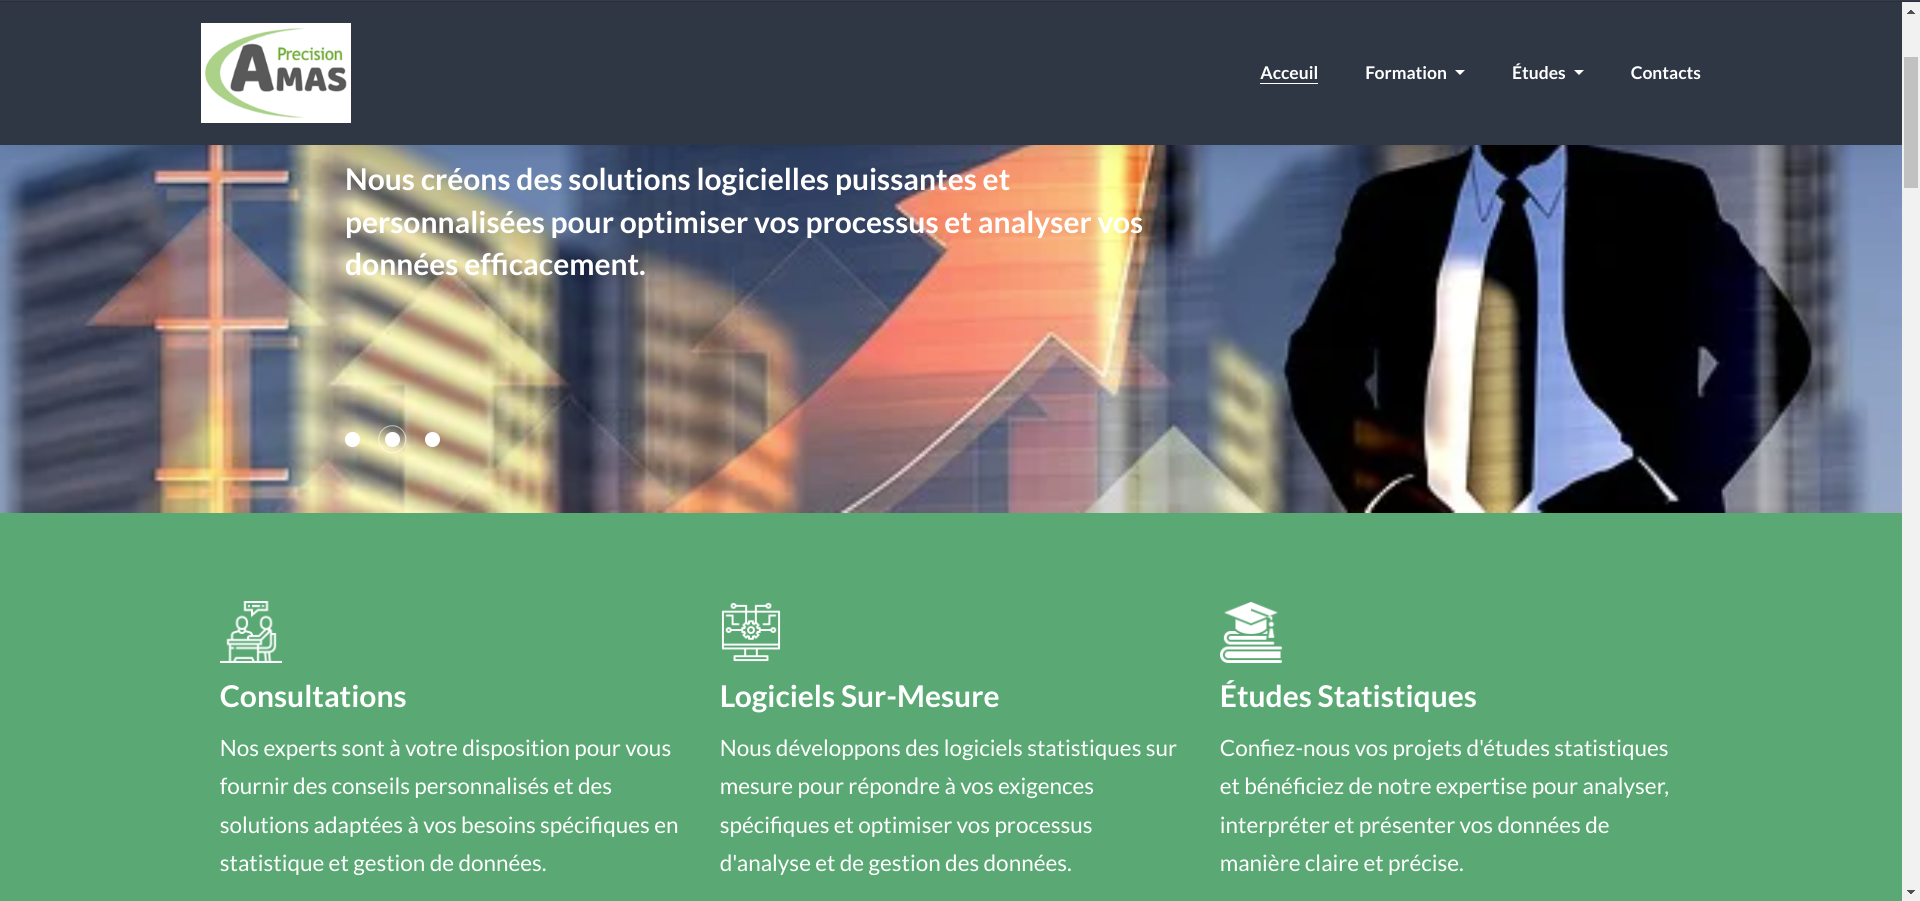 Precision
AMAS
Acceuil
Formation
Études
Contacts
Nous créons des solutions logicielles puissantes et
personnalisées pour optimiser vos processus et analyser vos
données efficacement.
Consultations
Nos experts sont à votre disposition pour vous
fournir des conseils personnalisés et des
solutions adaptées à vos besoins spécifiques en
statistique et gestion de données.
Logiciels Sur-Mesure
Nous développons des logiciels statistiques sur
mesure pour répondre à vos exigences
spécifiques et optimiser vos processus
d'analyse et de gestion des données.
Études Statistiques
Confiez-nous vos projets d'études statistiques
et bénéficiez de notre expertise pour analyser,
interpréter et présenter vos données de
manière claire et précise.